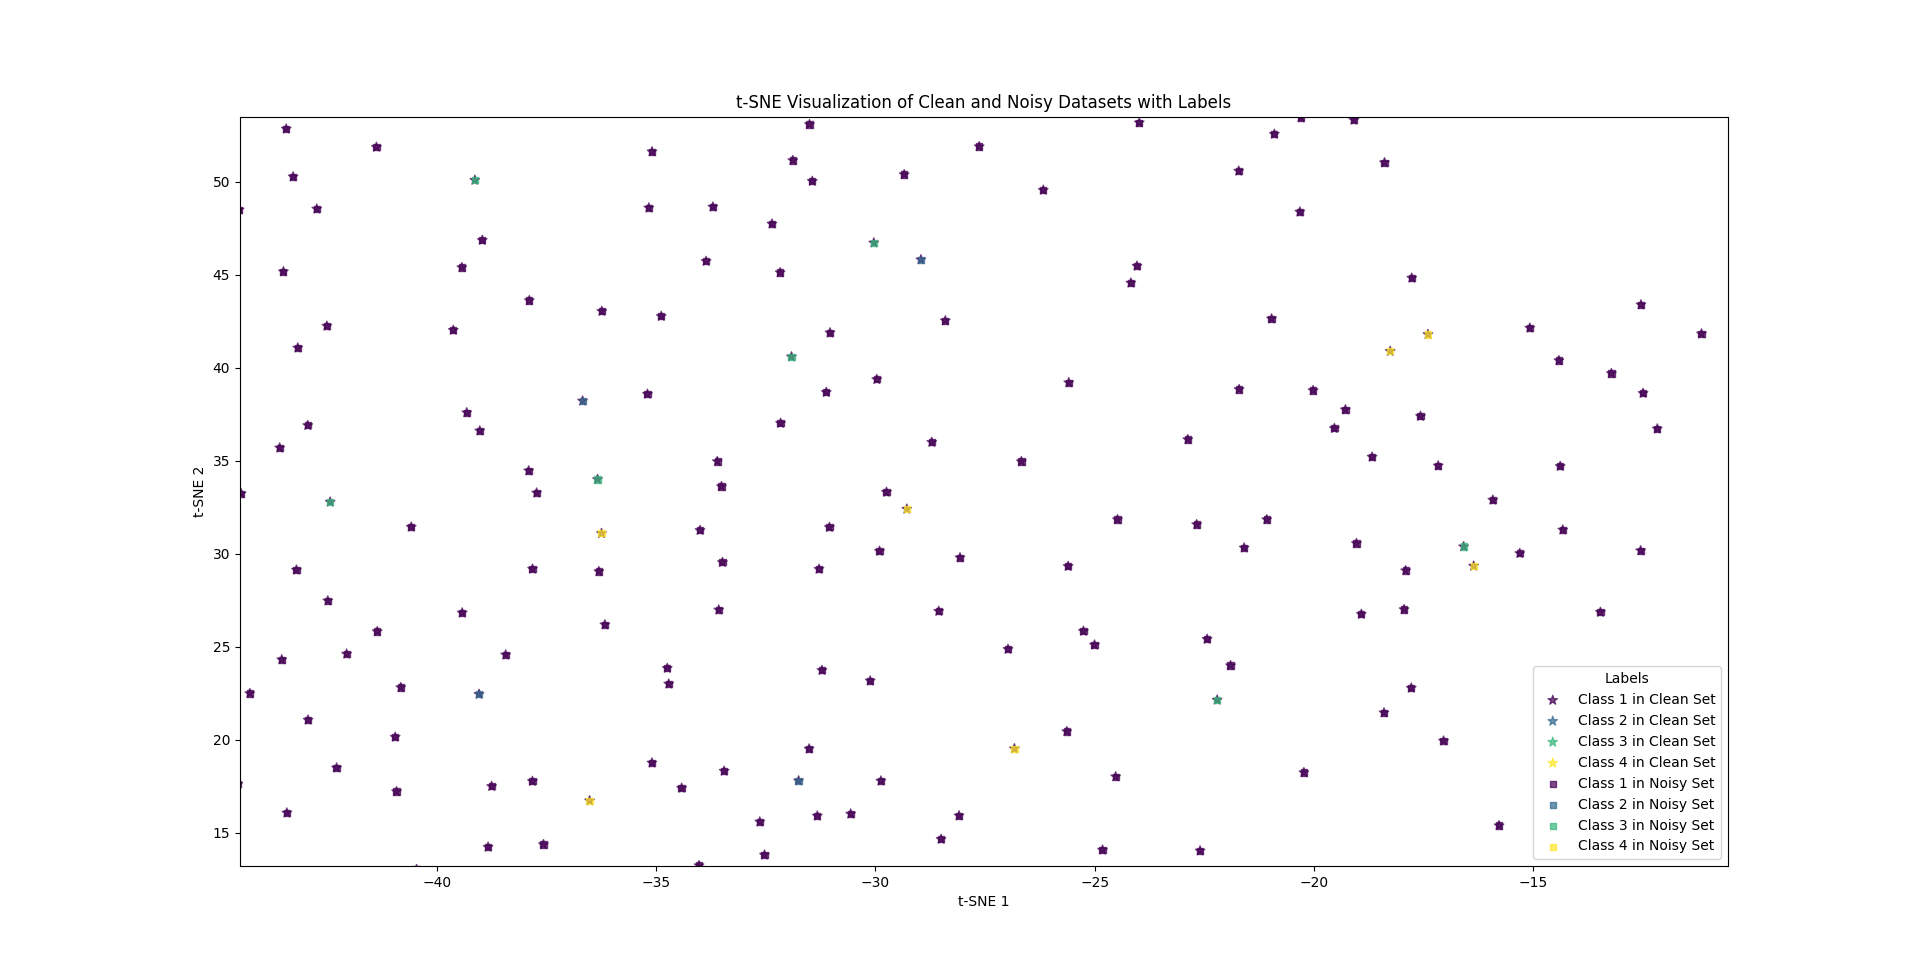 t-SNE Visualization of Clean and Noisy Datasets with Labels
50
45
40
35
30
25
20
15
t-SNE 2
−40
−35
−30
−25
−20
−15
t-SNE 1
Labels
Class 1 in Clean Set
Class 2 in Clean Set
Class 3 in Clean Set
Class 4 in Clean Set
Class 1 in Noisy Set
Class 2 in Noisy Set
Class 3 in Noisy Set
Class 4 in Noisy Set